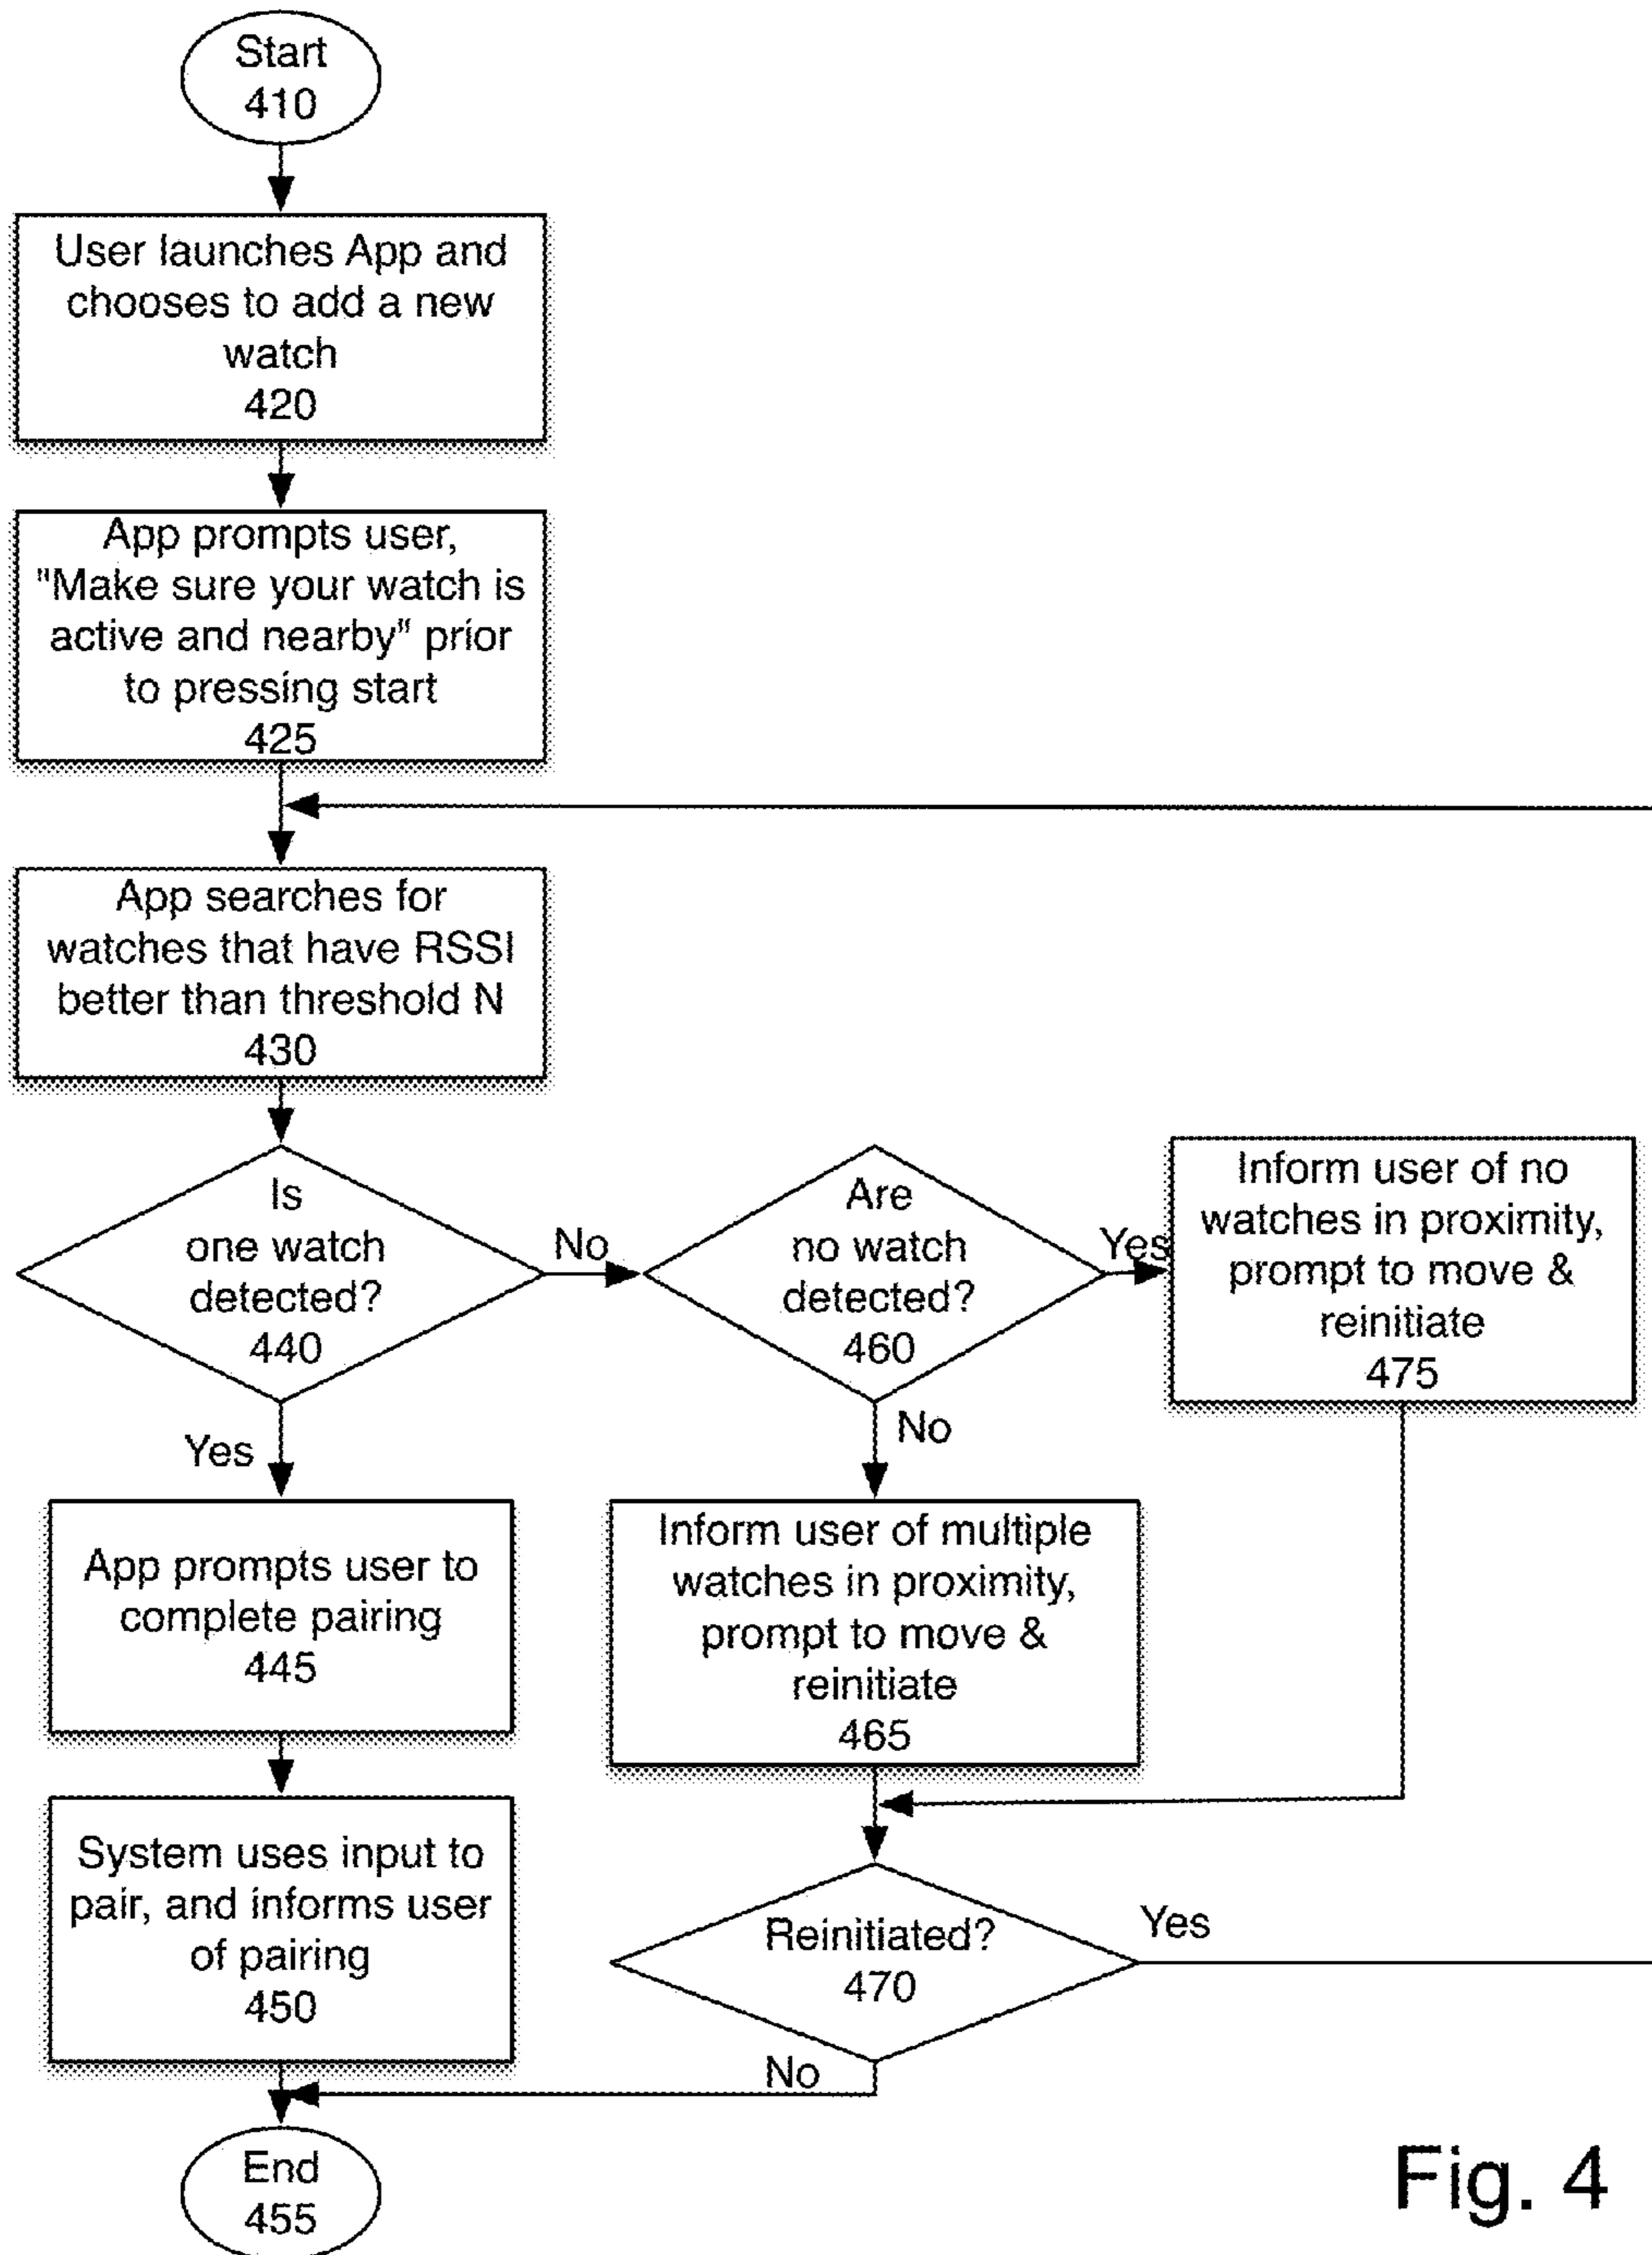 Start
410
User launches App and
chooses to add a new
watch
420
App prompts user,
"Make sure your watch is
active and nearby" prior
to pressing start
425
App searches for
watches that have RSSI
better than threshold N
430
Is
one watch
detected?
440
No
Are
no watch
detected?
460
Yes
Inform user of no
watches in proximity,
prompt to move &
reinitiate
475
Yes
No
App prompts user to
complete pairing
445
Inform user of multiple
watches in proximity,
prompt to move &
reinitiate
465
System uses input to
pair, and informs user
of pairing
450
Reinitiated?
470
Yes
No
End
455
Fig. 4